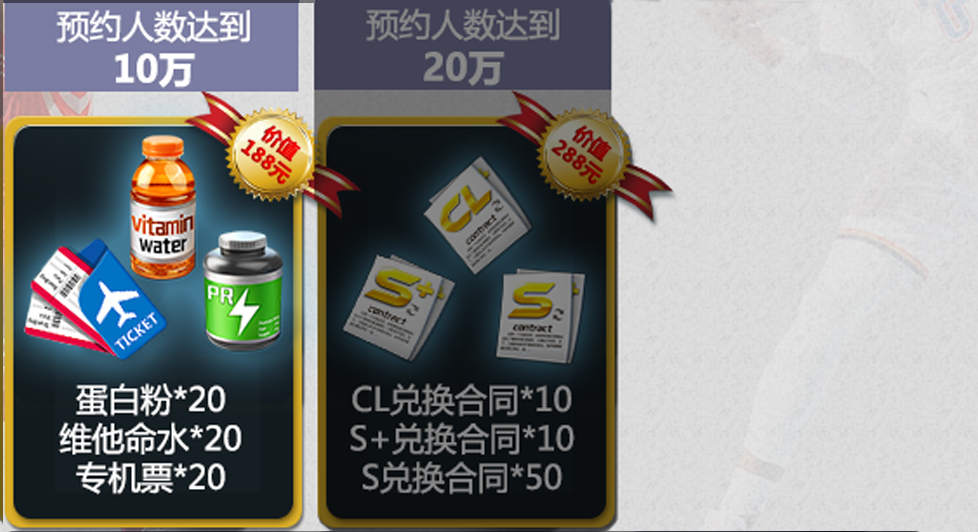 预约人数达到
10万
价值
188元
vitamin
water
TICKET
PR
蛋白粉*20
维他命水*20
专机票*20
预约人数达到
20万
价值
288元
CL
contract
S+
contract
S
contract
CL兑换合同*10
S+兑换合同*10
S兑换合同*50